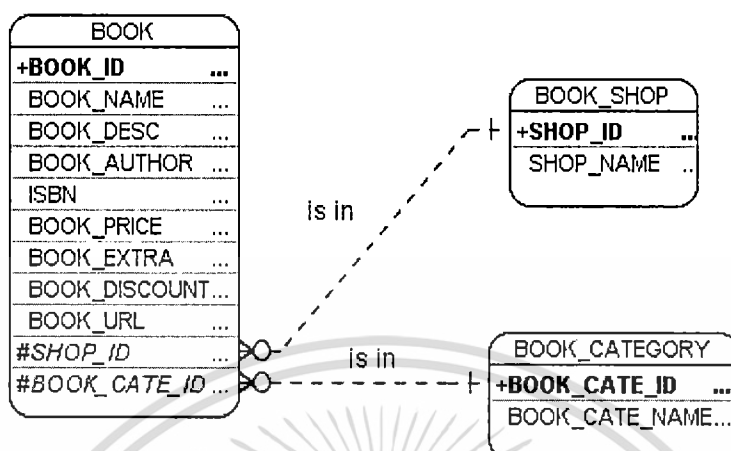 BOOK
+BOOK_ID ...
BOOK_NAME ...
BOOK_DESC ...
BOOK_AUTHOR ...
ISBN ...
BOOK_PRICE ...
BOOK_EXTRA ...
BOOK_DISCOUNT...
BOOK_URL ...
#SHOP_ID ...
#BOOK_CATE_ID ...
is in
BOOK_SHOP
+SHOP_ID ...
SHOP_NAME ..
is in
BOOK_CATEGORY
+BOOK_CATE_ID ...
BOOK_CATE_NAME...